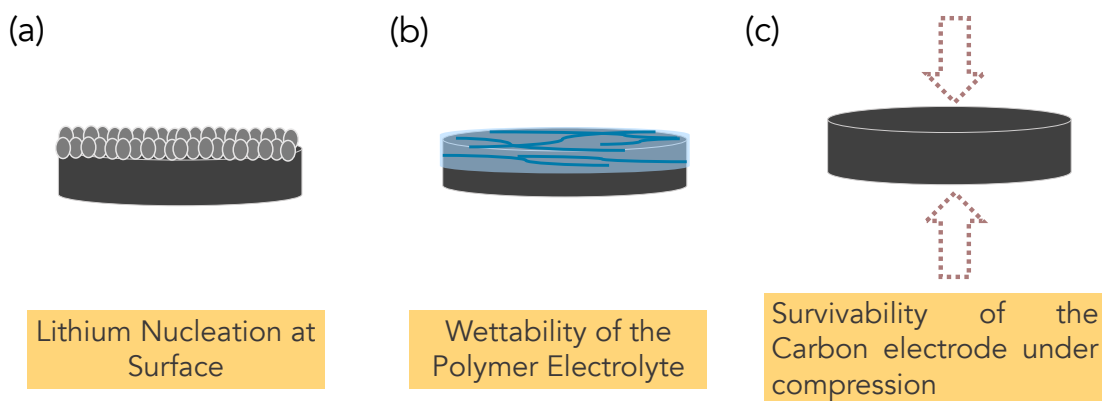 (a)
(b)
(c)
Lithium Nucleation at
Surface
Wettability of the
Polymer Electrolyte
Survivability of the
Carbon electrode under
compression